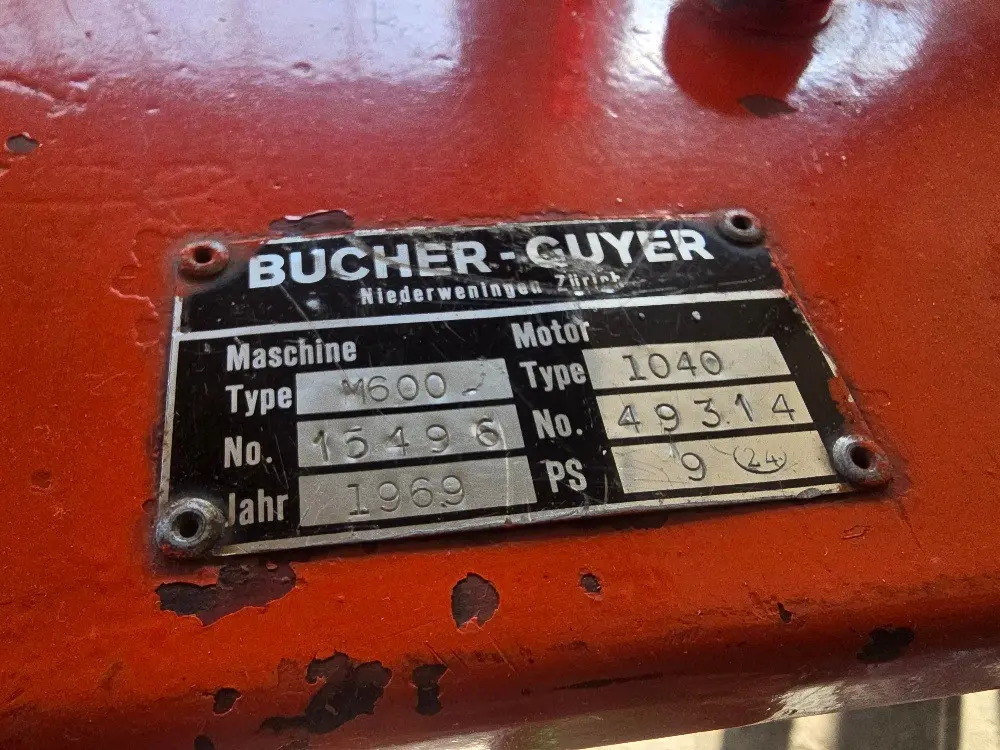 BUCHER-GUYER
Niederweningen Zürich
Maschine
Type M600
No. 15496
Jahr 1969
Motor
Type 1040
No. 49314
PS 9 (24)